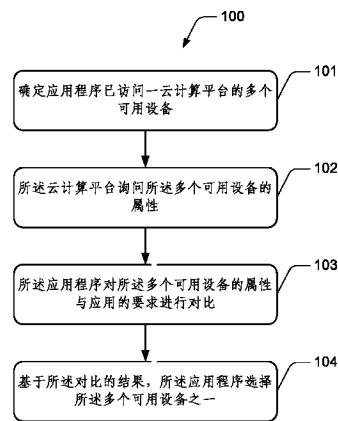 100
101
确定应用程序已访问一云计算平台的多个
可用设备
102
所述云计算平台询问所述多个可用设备的
属性
103
所述应用程序对所述多个可用设备的属性
与应用的要求进行对比
104
基于所述对比的结果，所述应用程序选择
所述多个可用设备之一